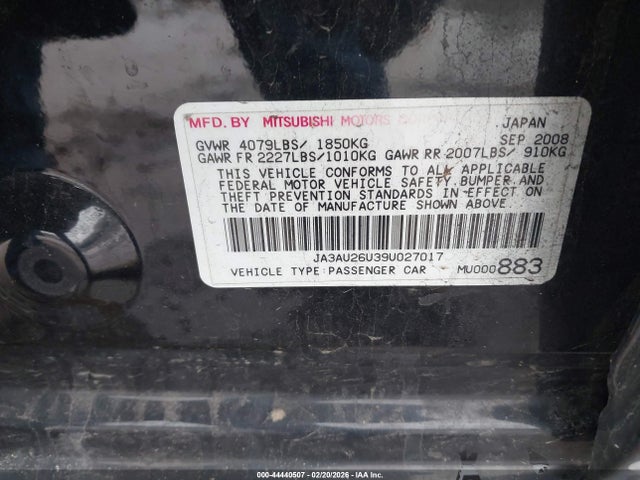 MFD. BY MITSUBISHI MOTORS CORPORATION JAPAN
GVWR 4079LBS/ 1850KG SEP 2008
GAWR FR 2227LBS/1010KG GAWR RR 2007LBS/ 910KG
THIS VEHICLE CONFORMS TO ALL APPLICABLE
FEDERAL MOTOR VEHICLE SAFETY,BUMPER,AND
THEFT PREVENTION STANDARDS IN EFFECT ON
THE DATE OF MANUFACTURE SHOWN ABOVE.
JA3AU26U39U027017
VEHICLE TYPE:PASSENGER CAR MU000883
000-44440507 - 02/20/2026 - © IAA Inc.